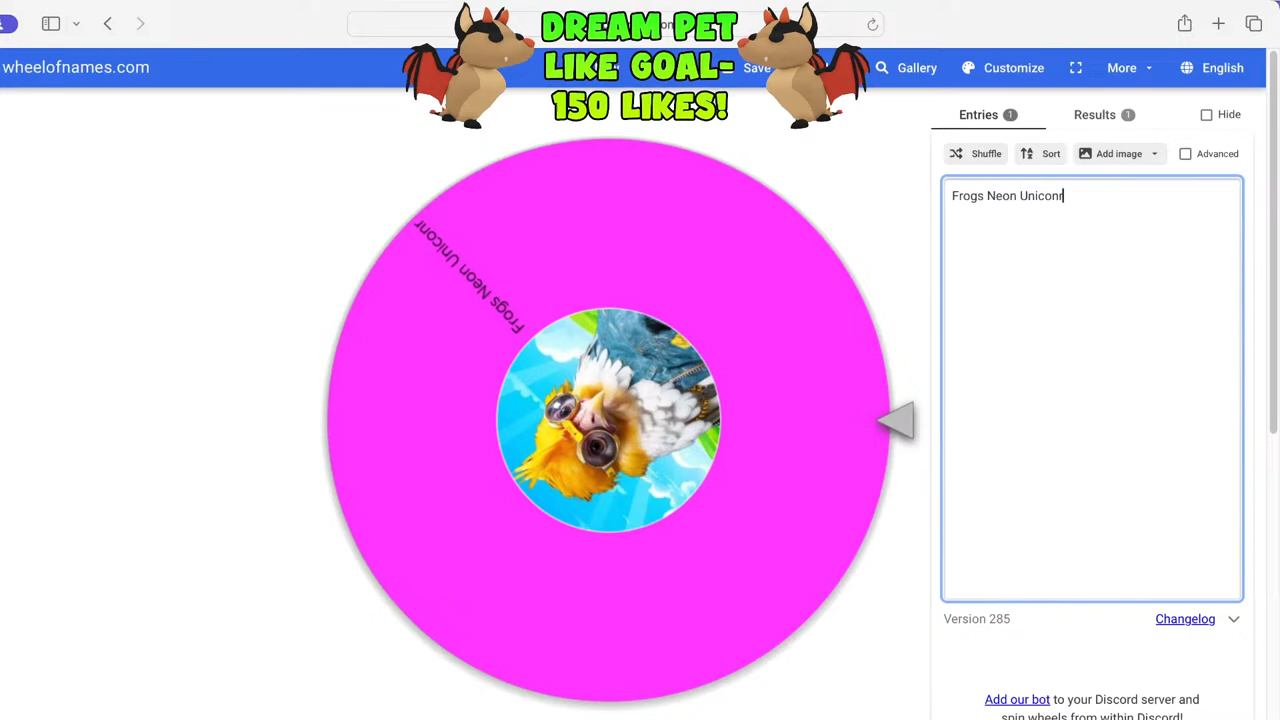 DREAM PET
LIKE GOAL-
150 LIKES!
wheelofnames.com
Save
Gallery
Customize
More
English
Entries 1
Results 1
Hide
Shuffle
Sort
Add image
Advanced
Frogs Neon Uniconr
Frogs Neon Uniconr
Version 285
Changelog
Add our bot to your Discord server and
spin wheels from within Discord!